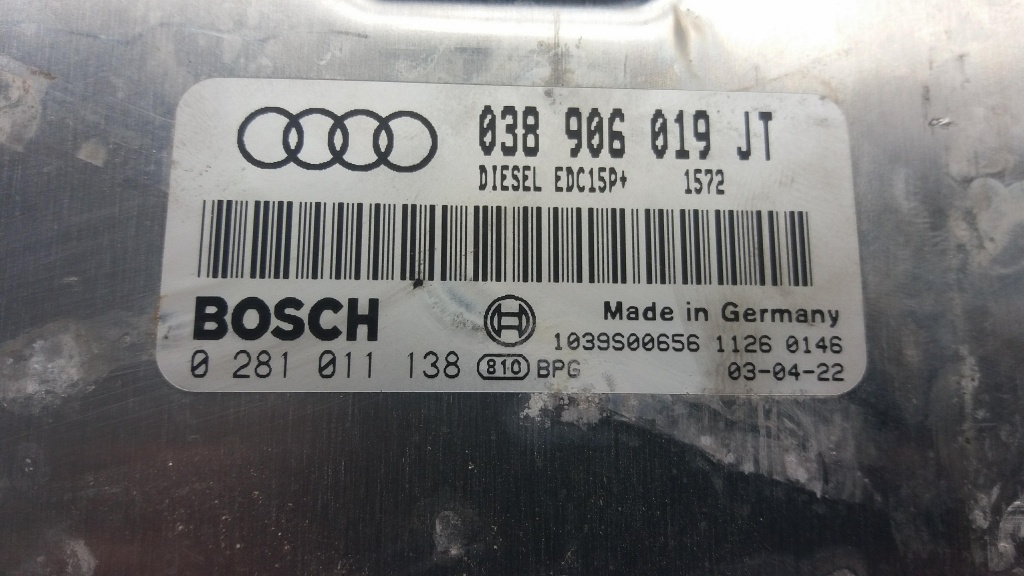 038 906 019 JT
DIESEL EDC15P+ 1572
BOSCH
Made in Germany
1039S00656 1126 0146
0 281 011 138 810 BPG 03-04-22